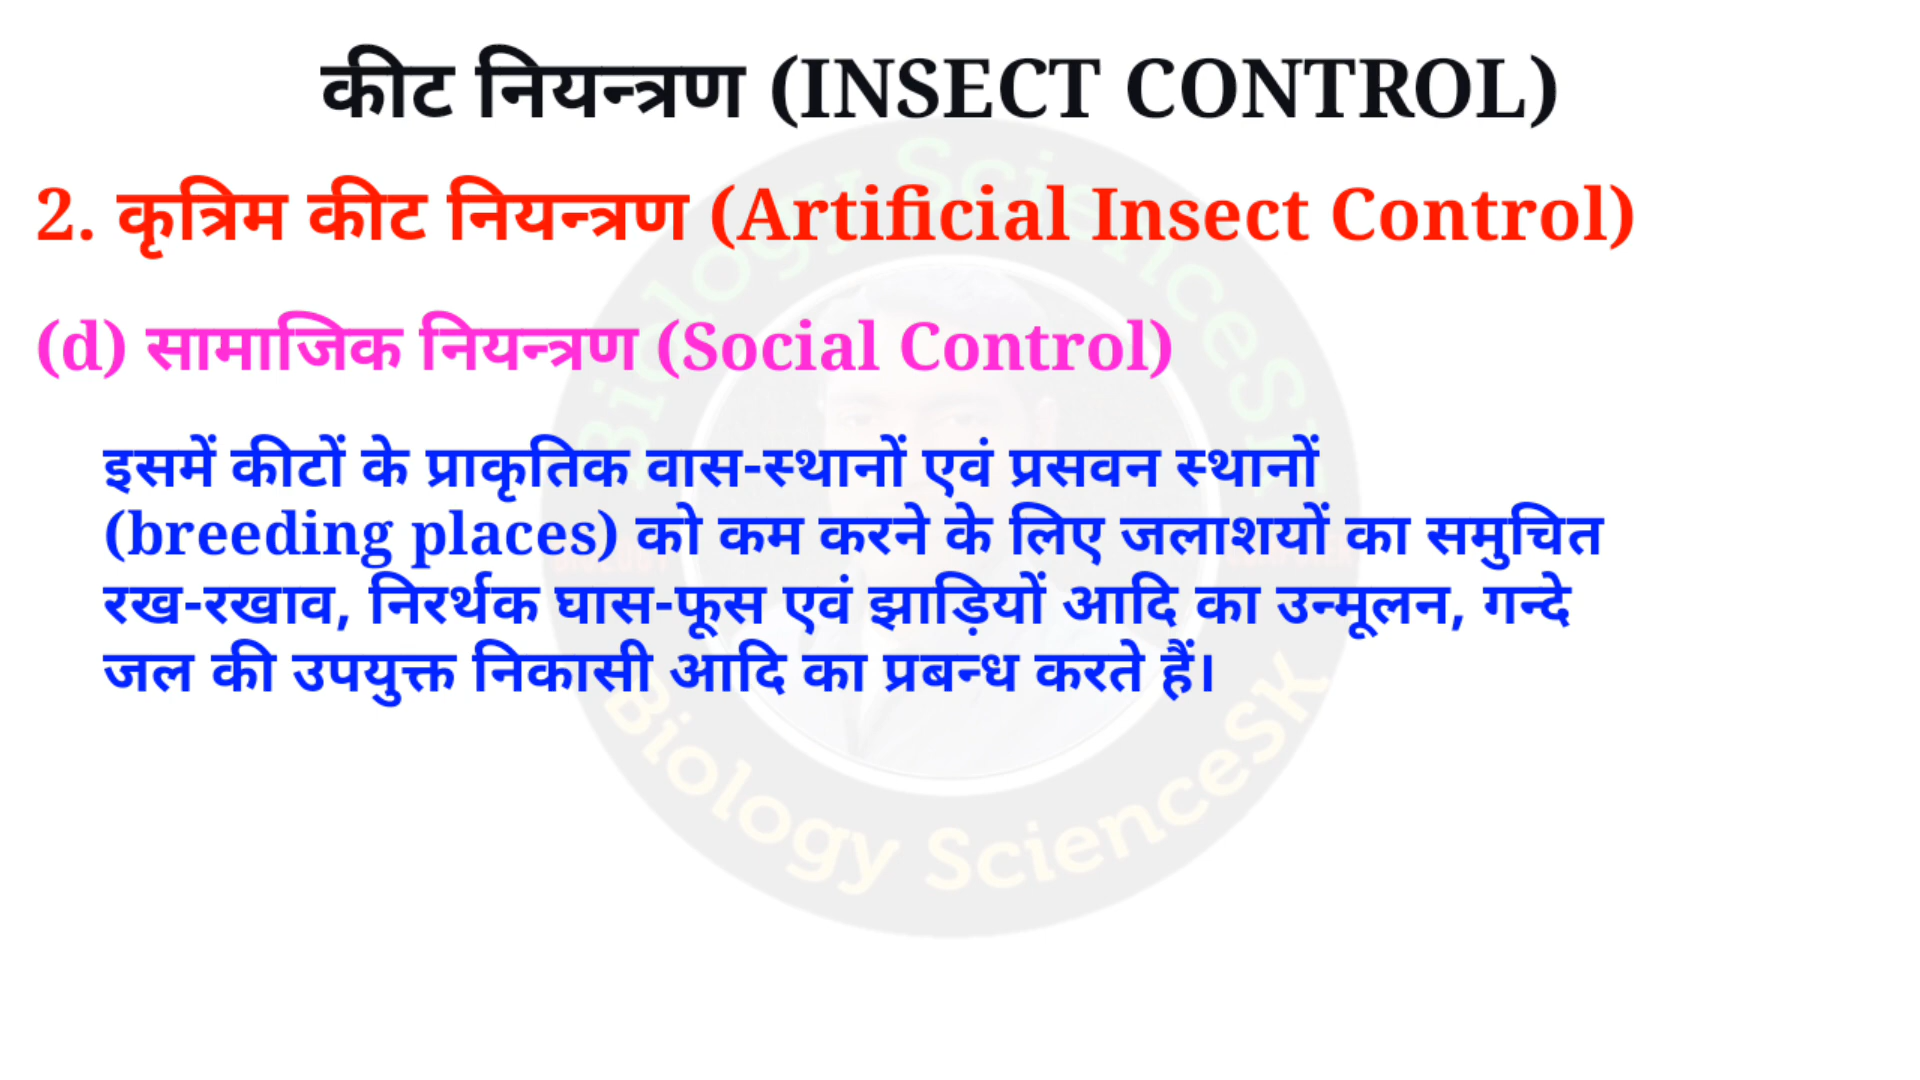 कीट नियन्त्रण (INSECT CONTROL)
2. कृत्रिम कीट नियन्त्रण (Artificial Insect Control)
(d) सामाजिक नियन्त्रण (Social Control)
इसमें कीटों के प्राकृतिक वास-स्थानों एवं प्रसवन स्थानों
(breeding places) को कम करने के लिए जलाशयों का समुचित
रख-रखाव, निरर्थक घास-फूस एवं झाड़ियों आदि का उन्मूलन, गन्दे
जल की उपयुक्त निकासी आदि का प्रबन्ध करते हैं।
Biology ScienceSK
Biology ScienceSK